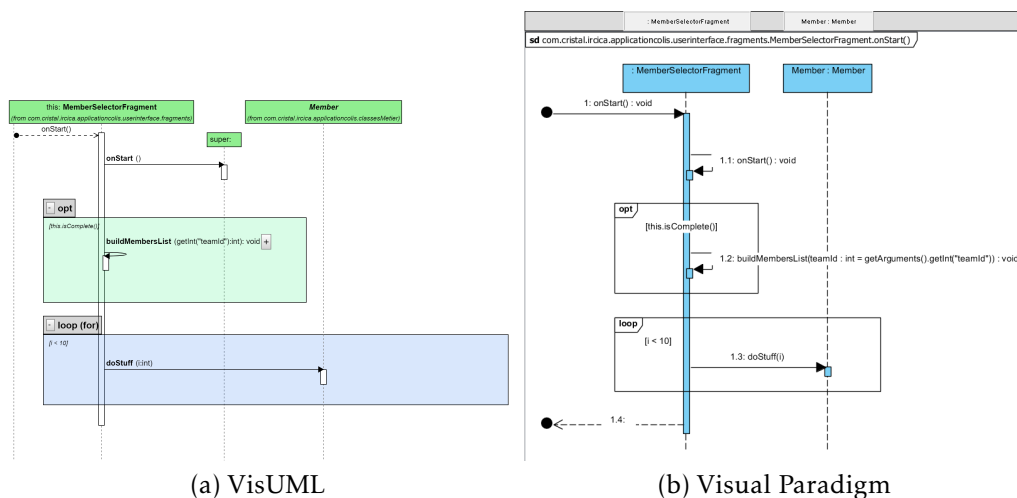 this: MemberSelectorFragment
(from com.cristal.ircica.applicationcolis.userinterface.fragments)
Member
(from com.cristal.ircica.applicationcolis.classesMetier)
onStart()
super:
onStart ()
- opt
[this.isComplete()]
buildMembersList (getInt("teamId"):int): void +
- loop (for)
[i < 10]
doStuff (i:int)
(a) VisUML
: MemberSelectorFragment
Member : Member
sd com.cristal.ircica.applicationcolis.userinterface.fragments.MemberSelectorFragment.onStart()
: MemberSelectorFragment
Member : Member
1: onStart() : void
1.1: onStart() : void
opt
[this.isComplete()]
1.2: buildMembersList(teamId : int = getArguments().getInt("teamId")) : void
loop
[i < 10]
1.3: doStuff(i)
1.4:
(b) Visual Paradigm